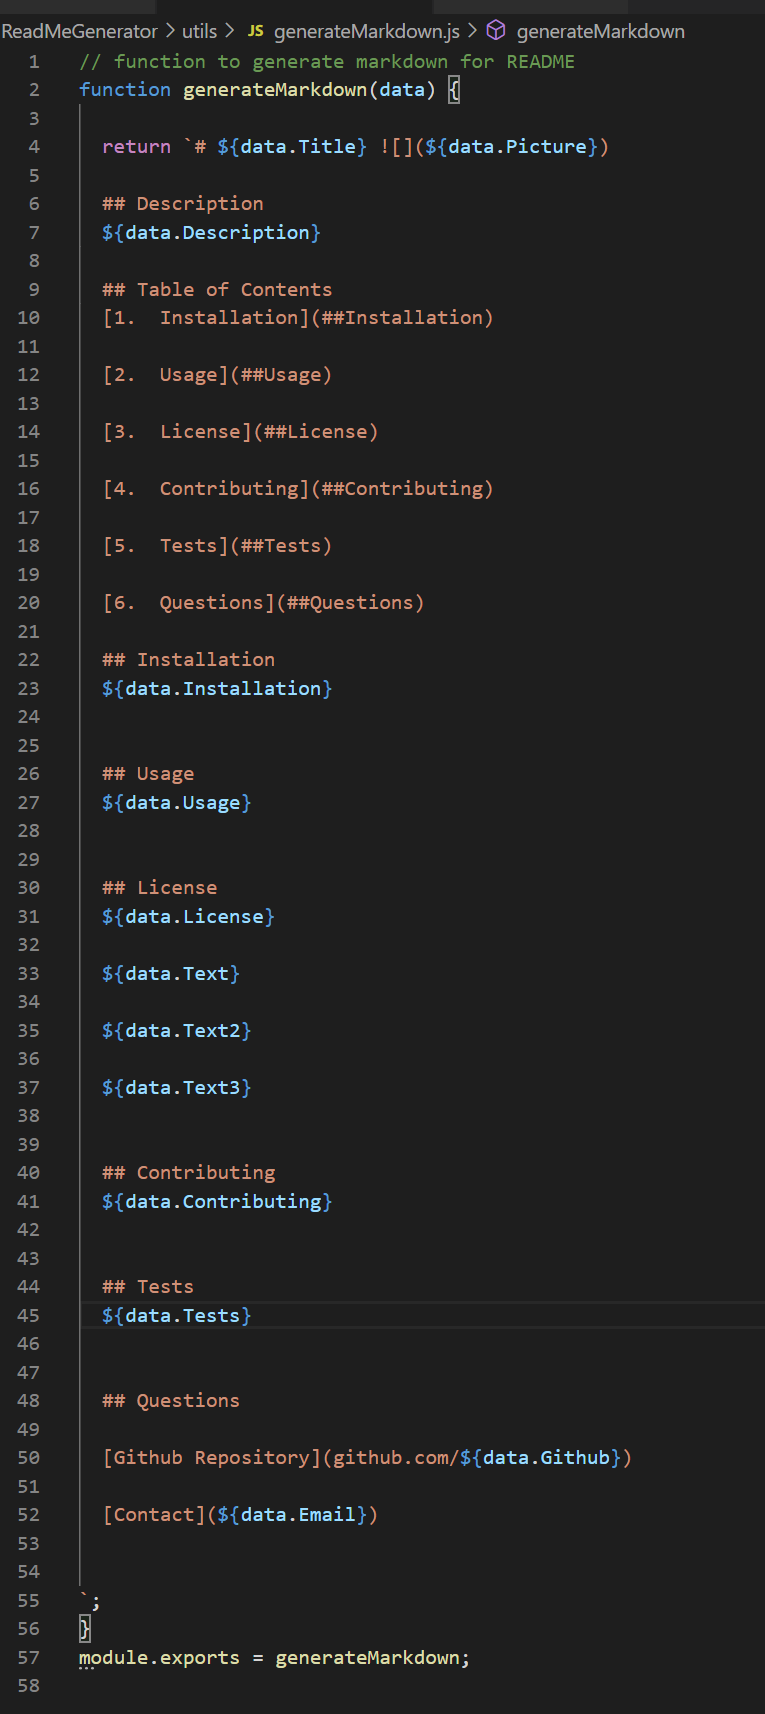 ReadMeGenerator > utils > JS generateMarkdown.js > generateMarkdown
1 // function to generate markdown for README
2 function generateMarkdown(data) {
3
4 return `# ${data.Title} ![](${data.Picture})
5
6 ## Description
7 ${data.Description}
8
9 ## Table of Contents
10 [1.  Installation](##Installation)
11
12 [2.  Usage](##Usage)
13
14 [3.  License](##License)
15
16 [4.  Contributing](##Contributing)
17
18 [5.  Tests](##Tests)
19
20 [6.  Questions](##Questions)
21
22 ## Installation
23 ${data.Installation}
24
25
26 ## Usage
27 ${data.Usage}
28
29
30 ## License
31 ${data.License}
32
33 ${data.Text}
34
35 ${data.Text2}
36
37 ${data.Text3}
38
39
40 ## Contributing
41 ${data.Contributing}
42
43
44 ## Tests
45 ${data.Tests}
46
47
48 ## Questions
49
50 [Github Repository](github.com/${data.Github})
51
52 [Contact](${data.Email})
53
54
55 `;
56 }
57 module.exports = generateMarkdown;
58